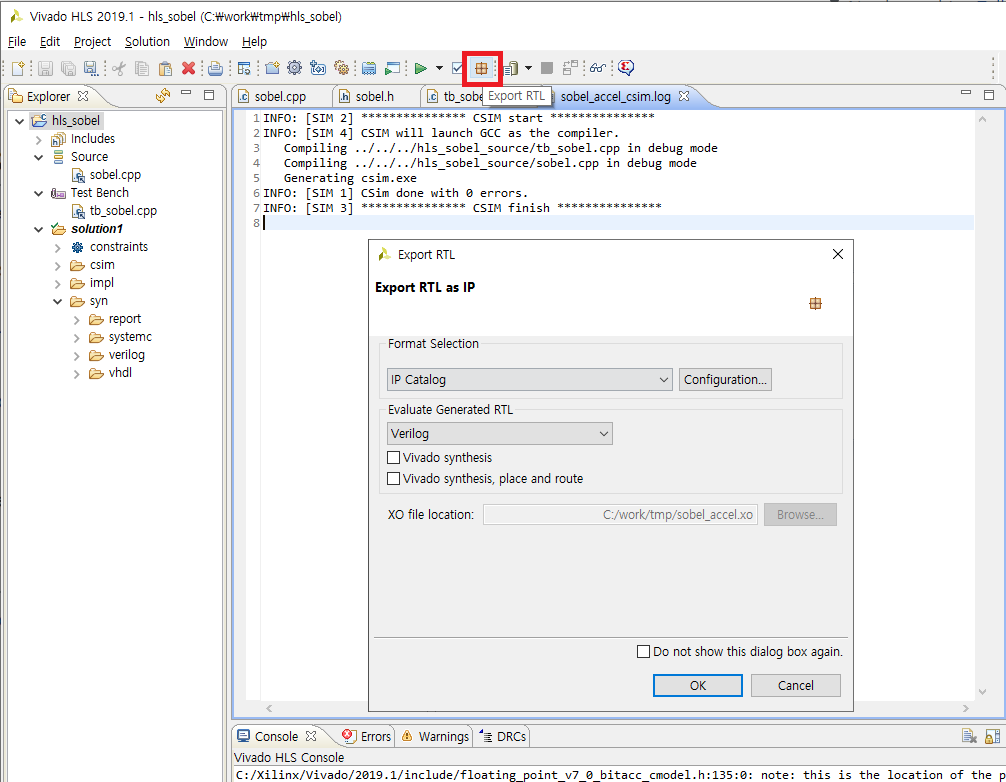 Vivado HLS 2019.1 - hls_sobel (C:₩work₩tmp₩hls_sobel)
File Edit Project Solution Window Help
Explorer
sobel.cpp
sobel.h
tb_sobe
sobel_accel_csim.log
Export RTL
hls_sobel
Includes
Source
sobel.cpp
Test Bench
tb_sobel.cpp
solution1
constraints
csim
impl
syn
report
systemc
verilog
vhdl
1 INFO: [SIM 2] *************** CSIM start ***************
2 INFO: [SIM 4] CSIM will launch GCC as the compiler.
3 Compiling ../../../hls_sobel_source/tb_sobel.cpp in debug mode
4 Compiling ../../../hls_sobel_source/sobel.cpp in debug mode
5 Generating csim.exe
6 INFO: [SIM 1] CSim done with 0 errors.
7 INFO: [SIM 3] *************** CSIM finish ***************
8
Export RTL
Export RTL as IP
Format Selection
IP Catalog
Configuration...
Evaluate Generated RTL
Verilog
Vivado synthesis
Vivado synthesis, place and route
XO file location: C:/work/tmp/sobel_accel.xo Browse...
Do not show this dialog box again.
OK Cancel
Console Errors Warnings DRCs
Vivado HLS Console
C:/Xilinx/Vivado/2019.1/include/floating_point_v7_0_bitacc_cmodel.h:135:0: note: this is the location of the p